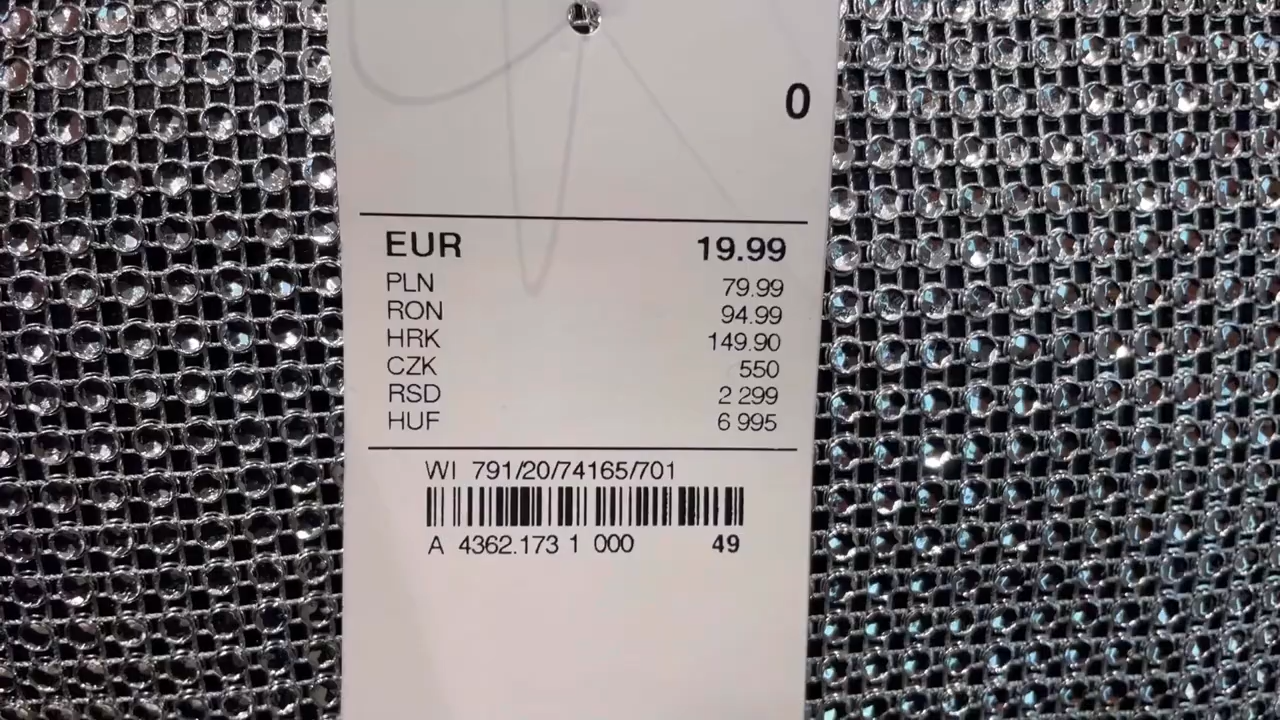 0
EUR 19.99
PLN 79.99
RON 94.99
HRK 149.90
CZK 550
RSD 2 299
HUF 6 995
WI 791/20/74165/701
A 4362.173 1 000 49